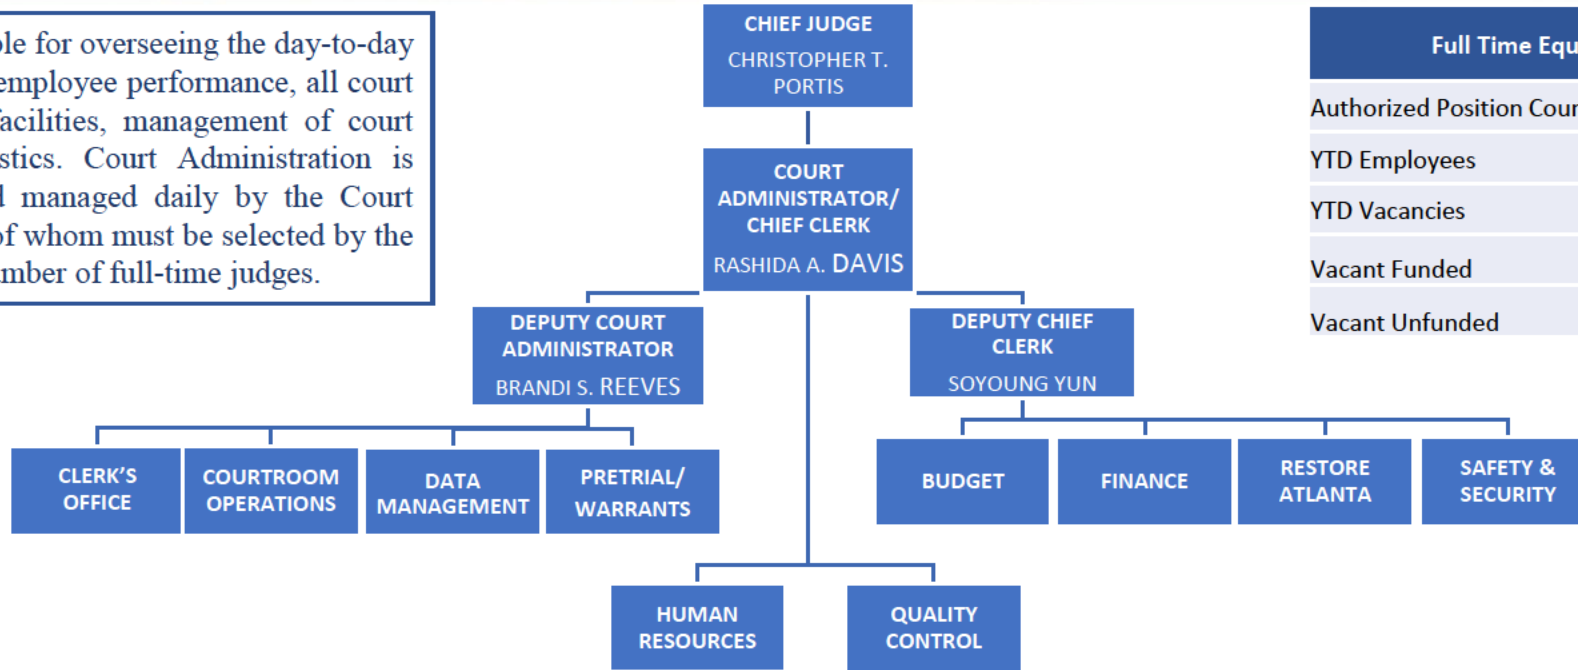 ble for overseeing the day-to-day
employee performance, all court
facilities, management of court
stics. Court Administration is
managed daily by the Court
of whom must be selected by the
mber of full-time judges.
CHIEF JUDGE
CHRISTOPHER T.
PORTIS
COURT
ADMINISTRATOR/
CHIEF CLERK
RASHIDA A. DAVIS
DEPUTY COURT
ADMINISTRATOR
BRANDI S. REEVES
DEPUTY CHIEF
CLERK
SOYOUNG YUN
CLERK'S
OFFICE
COURTROOM
OPERATIONS
DATA
MANAGEMENT
PRETRIAL/
WARRANTS
BUDGET
FINANCE
RESTORE
ATLANTA
SAFETY &
SECURITY
HUMAN
RESOURCES
QUALITY
CONTROL
Full Time Equ
Authorized Position Cour
YTD Employees
YTD Vacancies
Vacant Funded
Vacant Unfunded